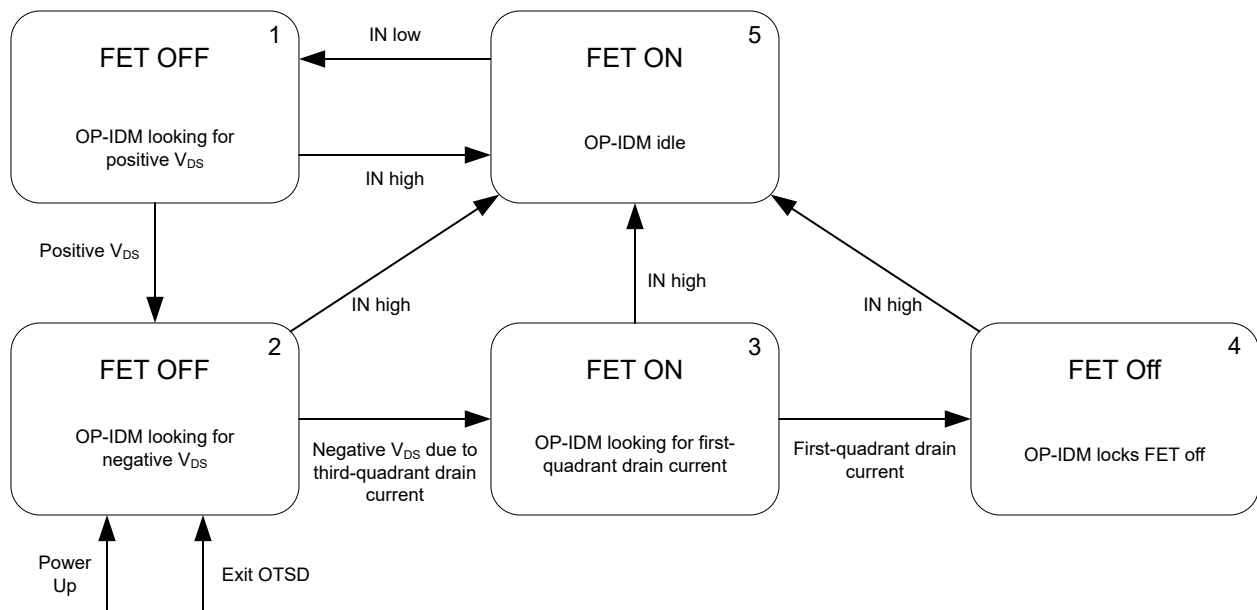 1
FET OFF
OP-IDM looking for
positive VDS
IN low
IN high
5
FET ON
OP-IDM idle
Positive VDS
IN high
IN high
IN high
2
FET OFF
OP-IDM looking for
negative VDS
Negative VDS due to
third-quadrant drain
current
3
FET ON
OP-IDM looking for first-
quadrant drain current
First-quadrant drain
current
4
FET Off
OP-IDM locks FET off
Power
Up
Exit OTSD